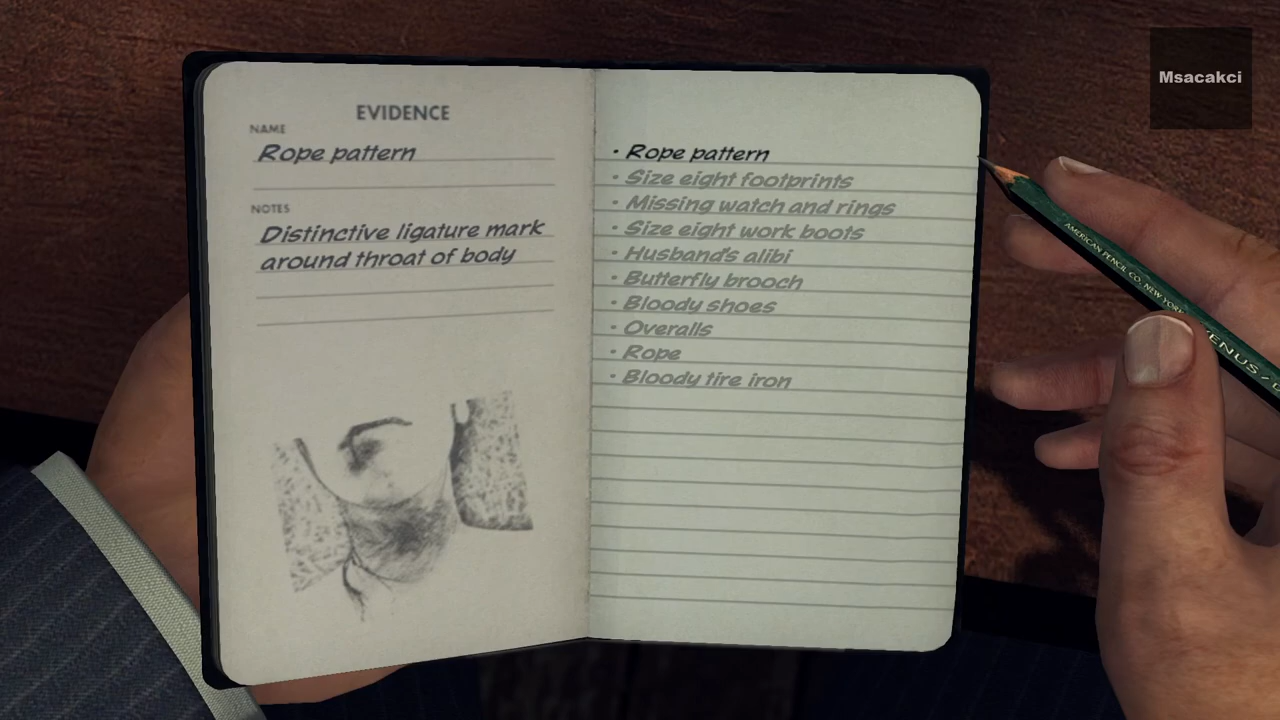 EVIDENCE
NAME
Rope pattern
NOTES
Distinctive ligature mark
around throat of body
• Rope pattern
• Size eight footprints
• Missing watch and rings
• Size eight work boots
• Husband's alibi
• Butterfly brooch
• Bloody shoes
• Overalls
• Rope
• Bloody tire iron
Msacakci
AMERICAN PENCIL CO. NEW YORK
VENUS